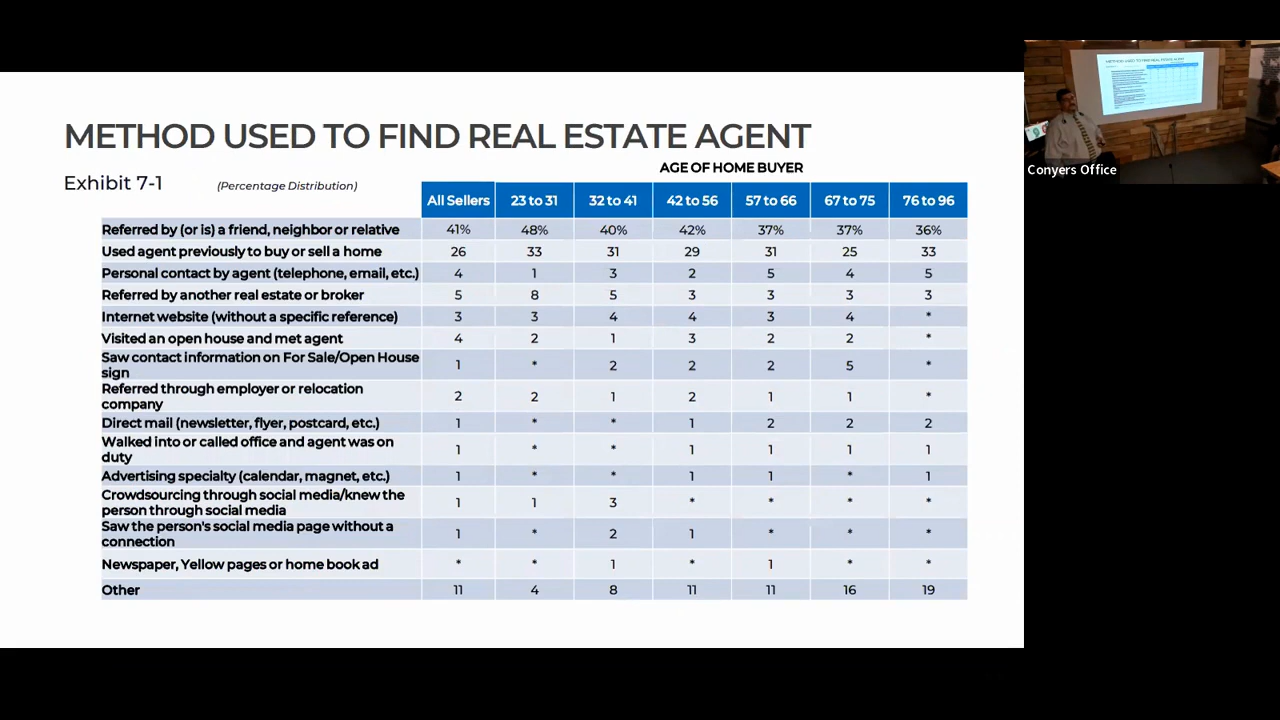 METHOD USED TO FIND REAL ESTATE AGENT
AGE OF HOME BUYER
Exhibit 7-1 (Percentage Distribution)
All Sellers 23 to 31 32 to 41 42 to 56 57 to 66 67 to 75 76 to 96
Referred by (or is) a friend, neighbor or relative 41% 48% 40% 42% 37% 37% 36%
Used agent previously to buy or sell a home 26 33 31 29 31 25 33
Personal contact by agent (telephone, email, etc.) 4 1 3 2 5 4 5
Referred by another real estate or broker 5 8 5 3 3 3 3
Internet website (without a specific reference) 3 3 4 4 3 4 *
Visited an open house and met agent 4 2 1 3 2 2 *
Saw contact information on For Sale/Open House
sign 1 * 2 2 2 5 *
Referred through employer or relocation
company 2 2 1 2 1 1 *
Direct mail (newsletter, flyer, postcard, etc.) 1 * * 1 2 2 2
Walked into or called office and agent was on
duty 1 * * 1 1 1 1
Advertising specialty (calendar, magnet, etc.) 1 * * 1 1 * 1
Crowdsourcing through social media/knew the
person through social media 1 1 3 * * * *
Saw the person's social media page without a
connection 1 * 2 1 * * *
Newspaper, Yellow pages or home book ad * * 1 * 1 * *
Other 11 4 8 11 11 16 19
METHOD USED TO FIND REAL ESTATE AGENT
Conyers Office